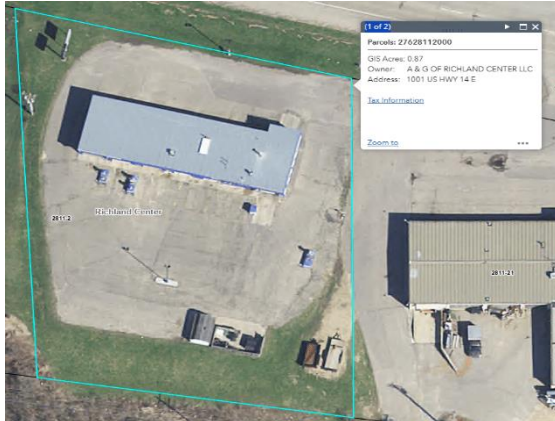 (1 of 2)
Parcels: 27628112000
GIS Acres: 0.87
Owner: A & G OF RICHLAND CENTER LLC
Address: 1001 US HWY 14 E
Tax Information
Zoom to
Richland Center
2811-2
2811-21